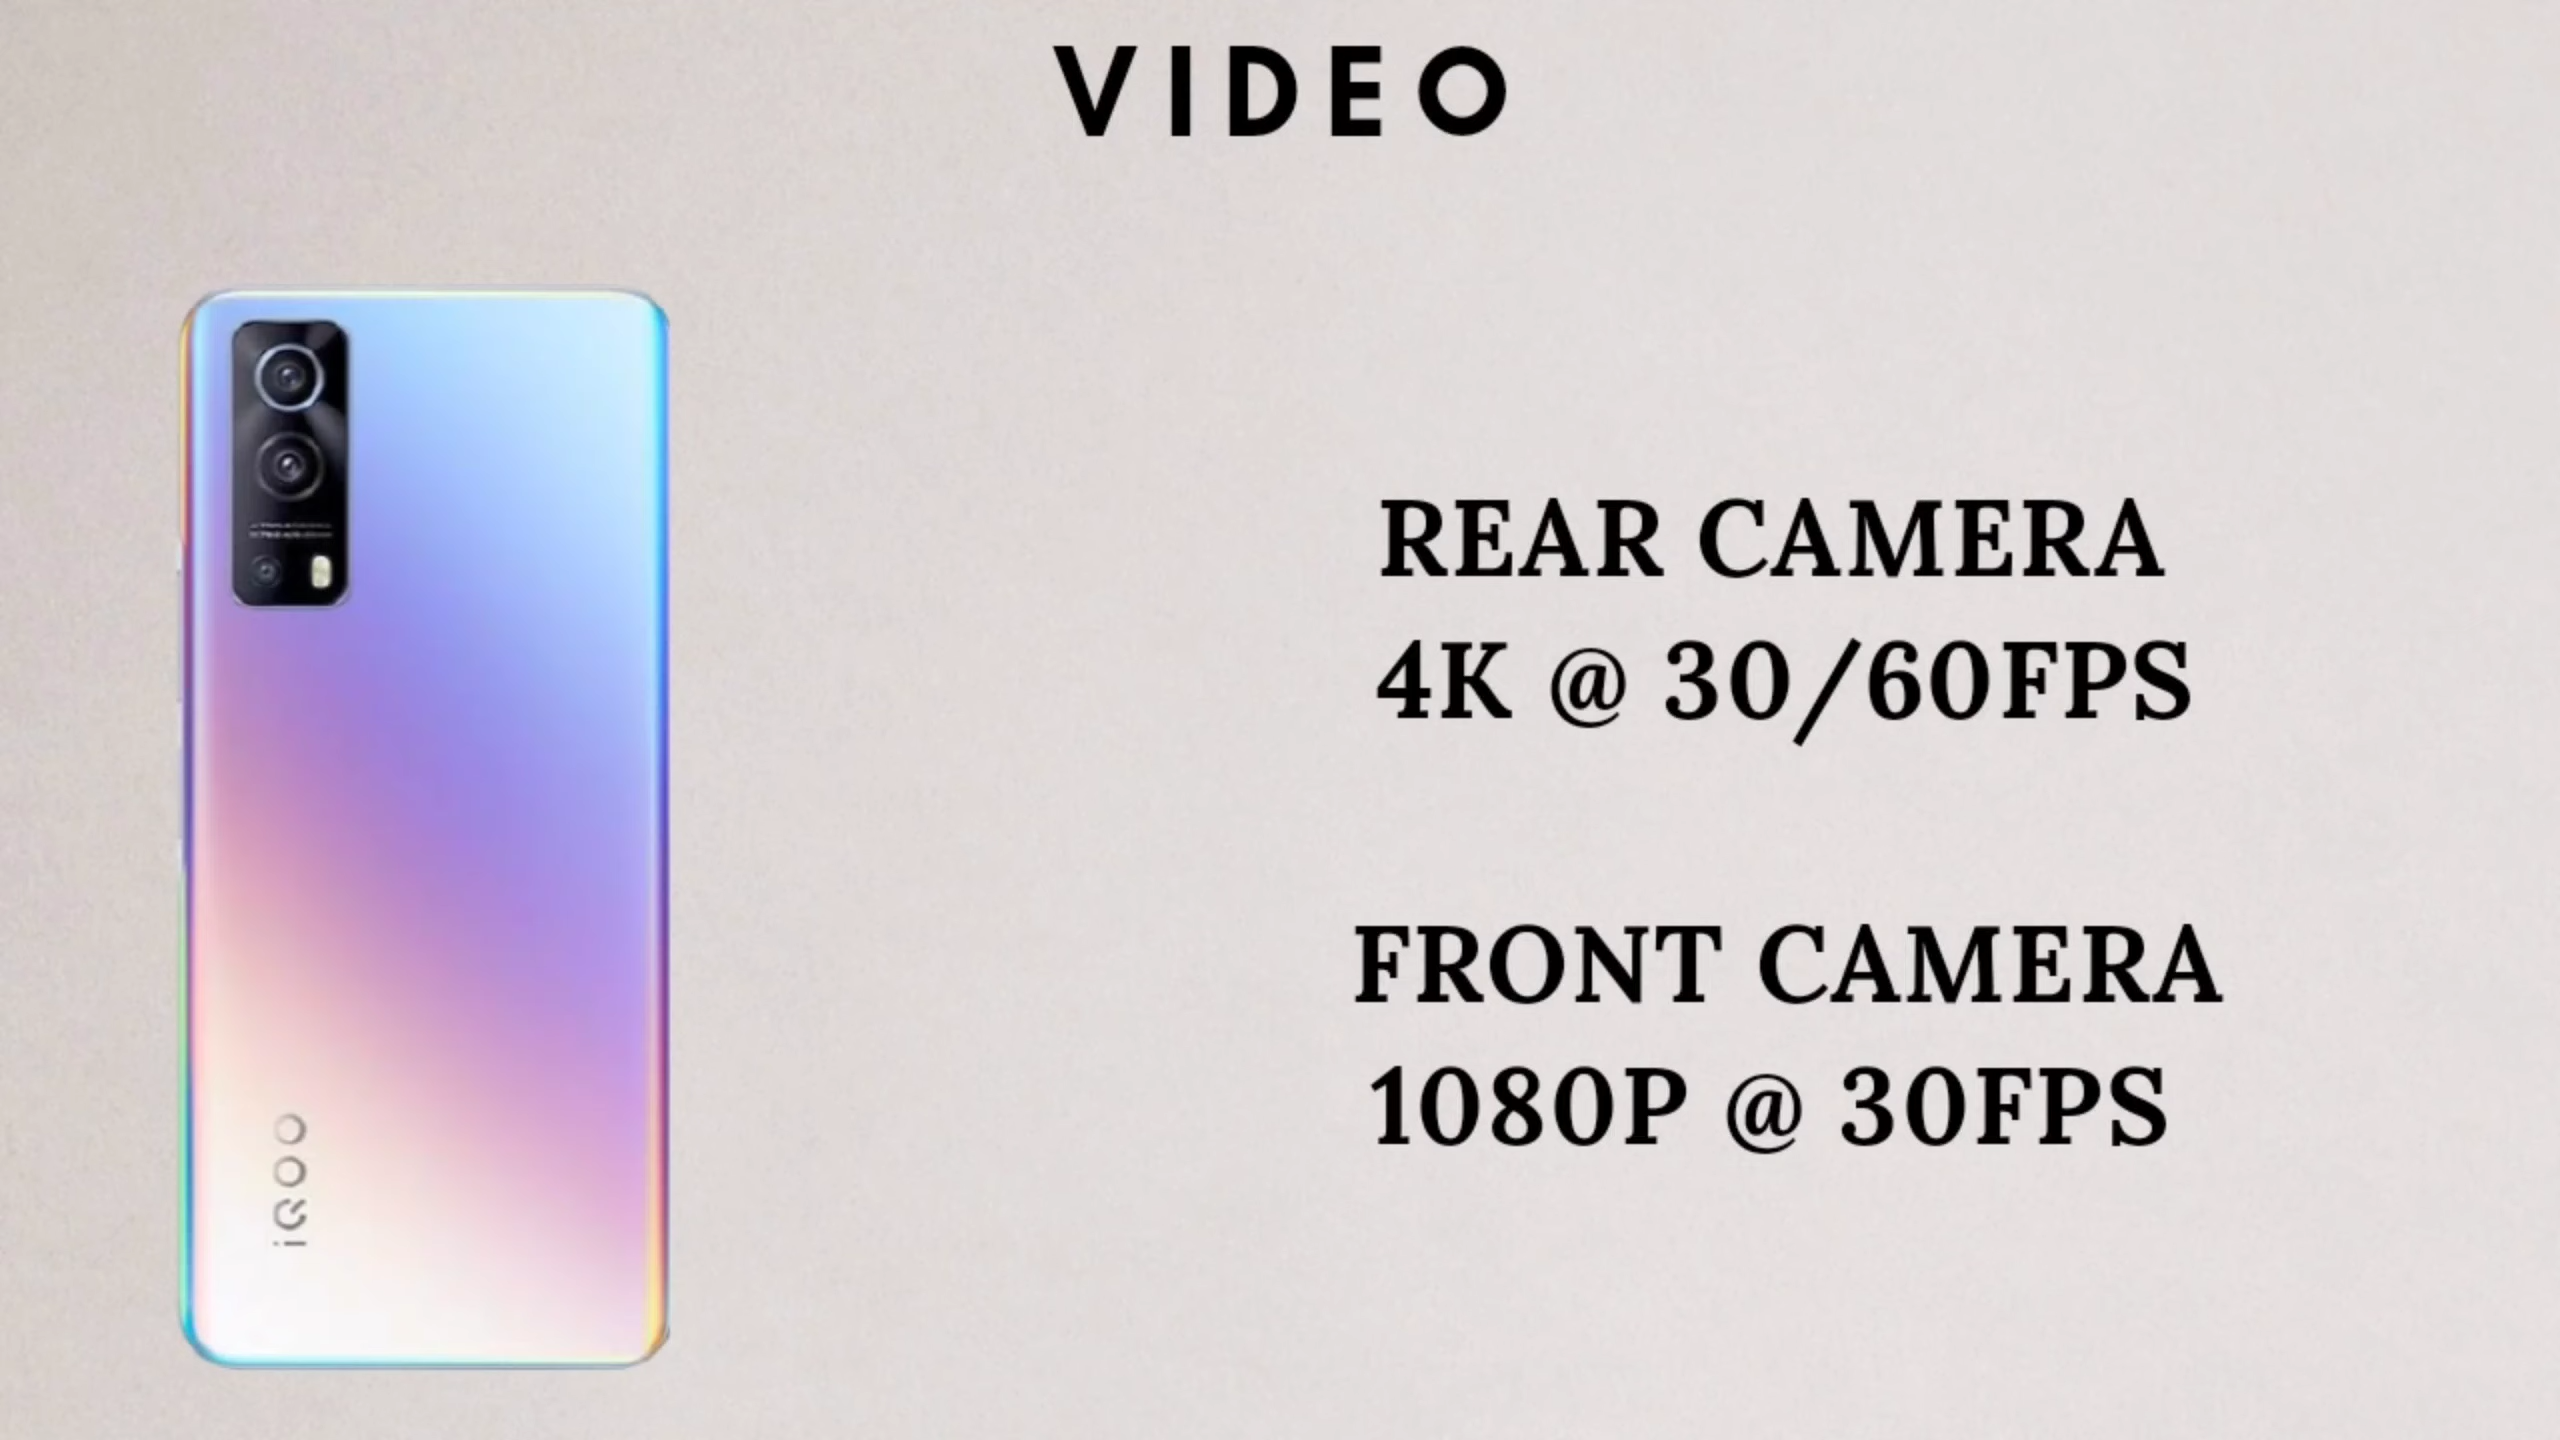 VIDEO
REAR CAMERA
4K @ 30/60FPS
FRONT CAMERA
1080P @ 30FPS
iQOO